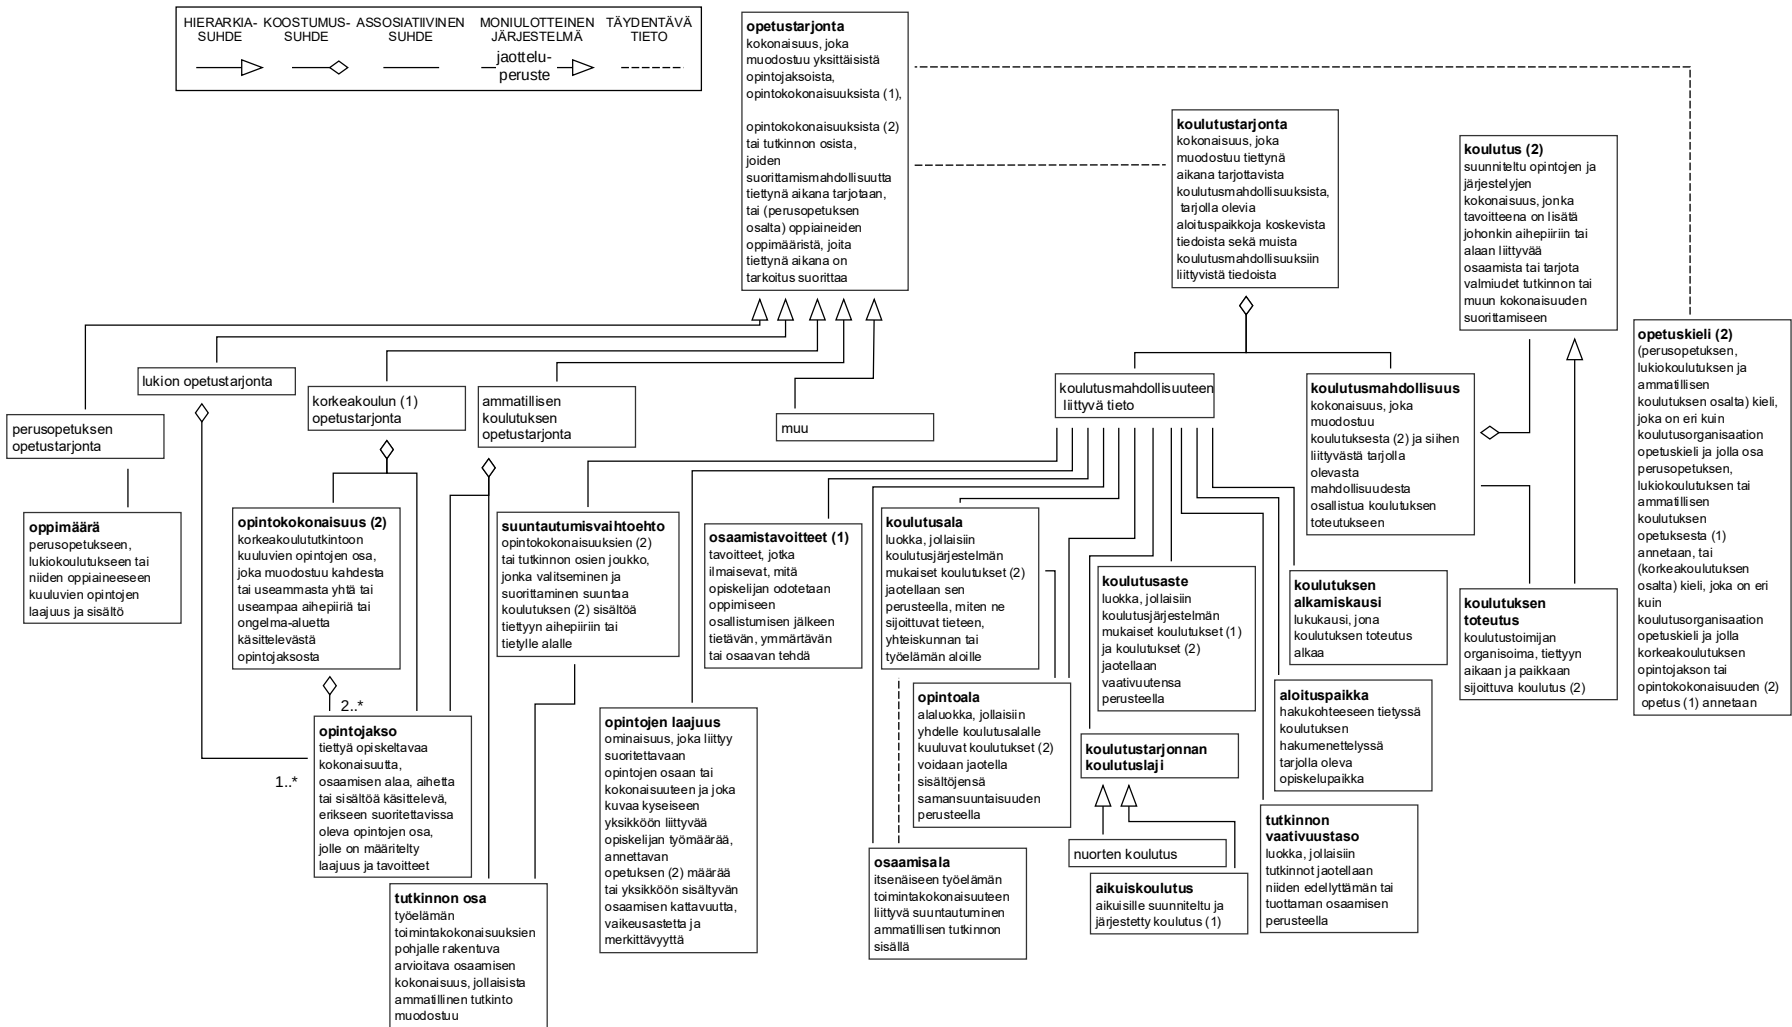 HIERARKIA-
SUHDE
KOOSTUMUS-
SUHDE
ASSOSIATIIVINEN
SUHDE
MONIULOTTEINEN
JÄRJESTELMÄ
TÄYDENTÄVÄ
TIETO
jaottelu-
peruste
opetustarjonta
kokonaisuus, joka
muodostuu yksittäisistä
opintojaksoista,
opintokokonaisuuksista (1),
opintokokonaisuuksista (2)
tai tutkinnon osista,
joiden
suorittamismahdollisuutta
tiettynä aikana tarjotaan,
tai (perusopetuksen
osalta) oppiaineiden
oppimääristä, joita
tiettynä aikana on
tarkoitus suorittaa
koulutustarjonta
kokonaisuus, joka
muodostuu tiettynä
aikana tarjottavista
koulutusmahdollisuuksista,
tarjolla olevia
aloituspaikkoja koskevista
tiedoista sekä muista
koulutusmahdollisuuksiin
liittyvistä tiedoista
koulutus (2)
suunniteltu opintojen ja
järjestelyjen
kokonaisuus, jonka
tavoitteena on lisätä
johonkin aihepiiriin tai
alaan liittyvää
osaamista tai tarjota
valmiudet tutkinnon tai
muun kokonaisuuden
suorittamiseen
opetuskieli (2)
(perusopetuksen,
lukiokoulutuksen ja
ammatillisen
koulutuksen osalta) kieli,
joka on eri kuin
koulutusorganisaation
opetuskieli ja jolla osa
perusopetuksen,
lukiokoulutuksen tai
ammatillisen
koulutuksen
opetuksesta (1)
annetaan, tai
(korkeakoulutuksen
osalta) kieli, joka on eri
kuin
koulutusorganisaation
opetuskieli ja jolla
korkeakoulutuksen
opintojakson tai
opintokokonaisuuden (2)
opetus (1) annetaan
perusopetuksen
opetustarjonta
lukion opetustarjonta
korkeakoulun (1)
opetustarjonta
ammatillisen
koulutuksen
opetustarjonta
muu
koulutusmahdollisuuteen
liittyvä tieto
koulutusmahdollisuus
kokonaisuus, joka
muodostuu
koulutuksesta (2) ja siihen
liittyvästä tarjolla
olevasta
mahdollisuudesta
osallistua koulutuksen
toteutukseen
oppimäärä
perusopetukseen,
lukiokoulutukseen tai
niiden oppiaineeseen
kuuluvien opintojen
laajuus ja sisältö
opintokokonaisuus (2)
korkeakoulututkintoon
kuuluvien opintojen osa,
joka muodostuu kahdesta
tai useammasta yhtä tai
useampaa aihepiiriä tai
ongelma-aluetta
käsittelevästä
opintojaksosta
suuntautumisvaihtoehto
opintokokonaisuuksien (2)
tai tutkinnon osien joukko,
jonka valitseminen ja
suorittaminen suuntaa
koulutuksen (2) sisältöä
tiettyyn aihepiiriin tai
tietylle alalle
osaamistavoitteet (1)
tavoitteet, jotka
ilmaisevat, mitä
opiskelijan odotetaan
oppimiseen
osallistumisen jälkeen
tietävän, ymmärtävän
tai osaavan tehdä
koulutusala
luokka, jollaisiin
koulutusjärjestelmän
mukaiset koulutukset (2)
jaotellaan sen
perusteella, miten ne
sijoittuvat tieteen,
yhteiskunnan tai
työelämän aloille
koulutusaste
luokka, jollaisiin
koulutusjärjestelmän
mukaiset koulutukset (1)
ja koulutukset (2)
jaotellaan
vaativuutensa
perusteella
koulutuksen
alkamiskausi
lukukausi, jona
koulutuksen toteutus
alkaa
koulutuksen
toteutus
koulutustoimijan
organisoima, tiettyyn
aikaan ja paikkaan
sijoittuva koulutus (2)
2..*
1..*
opintojakso
tiettyä opiskeltavaa
kokonaisuutta,
osaamisen alaa, aihetta
tai sisältöä käsittelevä,
erikseen suoritettavissa
oleva opintojen osa,
jolle on määritelty
laajuus ja tavoitteet
opintojen laajuus
ominaisuus, joka liittyy
suoritettavaan
opintojen osaan tai
kokonaisuuteen ja joka
kuvaa kyseiseen
yksikköön liittyvää
opiskelijan työmäärää,
annettavan
opetuksen (2) määrää
tai yksikköön sisältyvän
osaamisen kattavuutta,
vaikeusastetta ja
merkittävyyttä
opintoala
alaluokka, jollaisiin
yhdelle koulutusalalle
kuuluvat koulutukset (2)
voidaan jaotella
sisältöjensä
samansuuntaisuuden
perusteella
koulutustarjonnan
koulutuslaji
aloituspaikka
hakukohteeseen tietyssä
koulutuksen
hakumenettelyssä
tarjolla oleva
opiskelupaikka
tutkinnon
vaativuustaso
luokka, jollaisiin
tutkinnot jaotellaan
niiden edellyttämän tai
tuottaman osaamisen
perusteella
nuorten koulutus
aikuiskoulutus
aikuisille suunniteltu ja
järjestetty koulutus (1)
osaamisala
itsenäiseen työelämän
toimintakokonaisuuteen
liittyvä suuntautuminen
ammatillisen tutkinnon
sisällä
tutkinnon osa
työelämän
toimintakokonaisuuksien
pohjalle rakentuva
arvioitava osaamisen
kokonaisuus, jollaisista
ammatillinen tutkinto
muodostuu